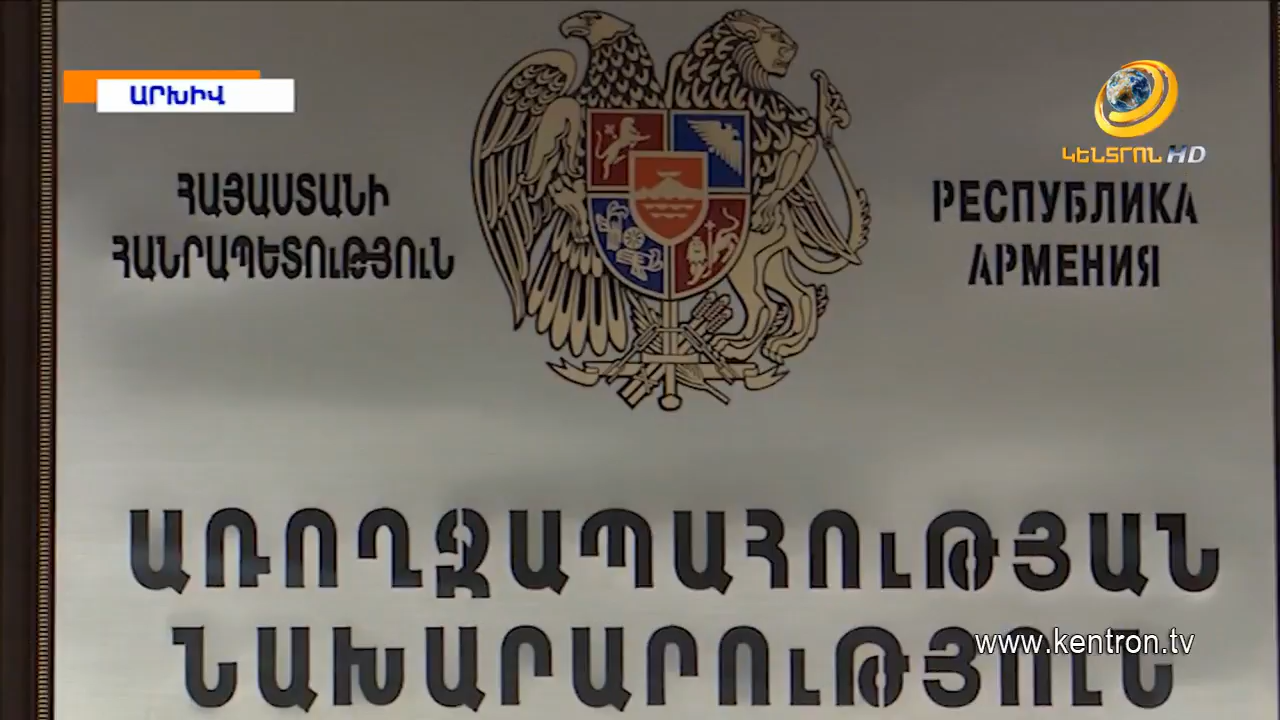 ԱՐԽԻՎ
ԿԵՆՏՐՈՆ HD
ՀԱՅԱՍՏԱՆԻ
ՀԱՆՐԱՊԵՏՈւԹՅՈւՆ
РЕСПУБЛИКА
АРМЕНИЯ
ԱՌՈՂՋԱՊԱՀՈւԹՅԱՆ
ՆԱԽԱՐԱՐՈւԹՅՈւՆ
www.kentron.tv